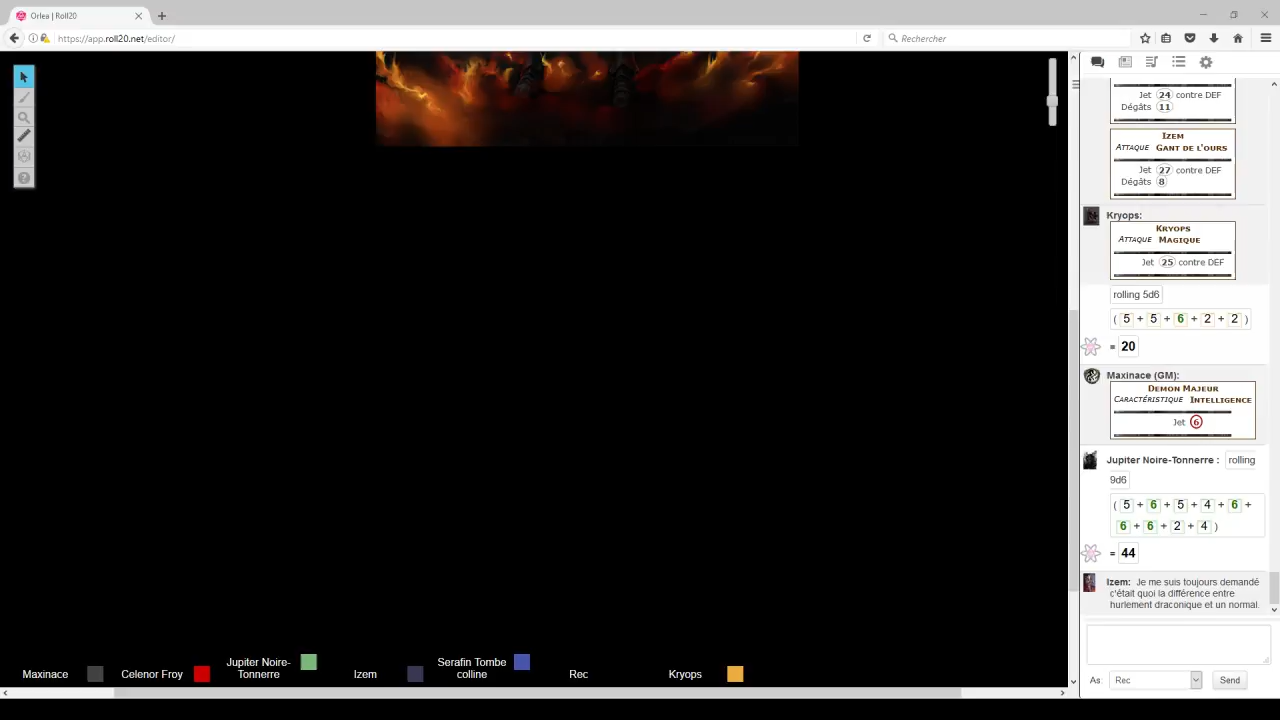 Orlea | Roll20
https://app.roll20.net/editor/
Rechercher
Jet 24 contre DEF
Dégâts 11
Izem
Attaque Gant de l'ours
Jet 27 contre DEF
Dégâts 8
Kryops:
Kryops
Attaque Magique
Jet 25 contre DEF
rolling 5d6
( 5 + 5 + 6 + 2 + 2 )
= 20
Maxinace (GM):
Demon Majeur
Caractéristique Intelligence
Jet 6
Jupiter Noire-Tonnerre : rolling
9d6
( 5 + 6 + 5 + 4 + 6 +
6 + 6 + 2 + 4 )
= 44
Izem: Je me suis toujours demandé
c'était quoi la différence entre
hurlement draconique et un normal.
As: Rec Send
Maxinace
Celenor Froy
Jupiter Noire-
Tonnerre
Izem
Serafin Tombe
colline
Rec
Kryops